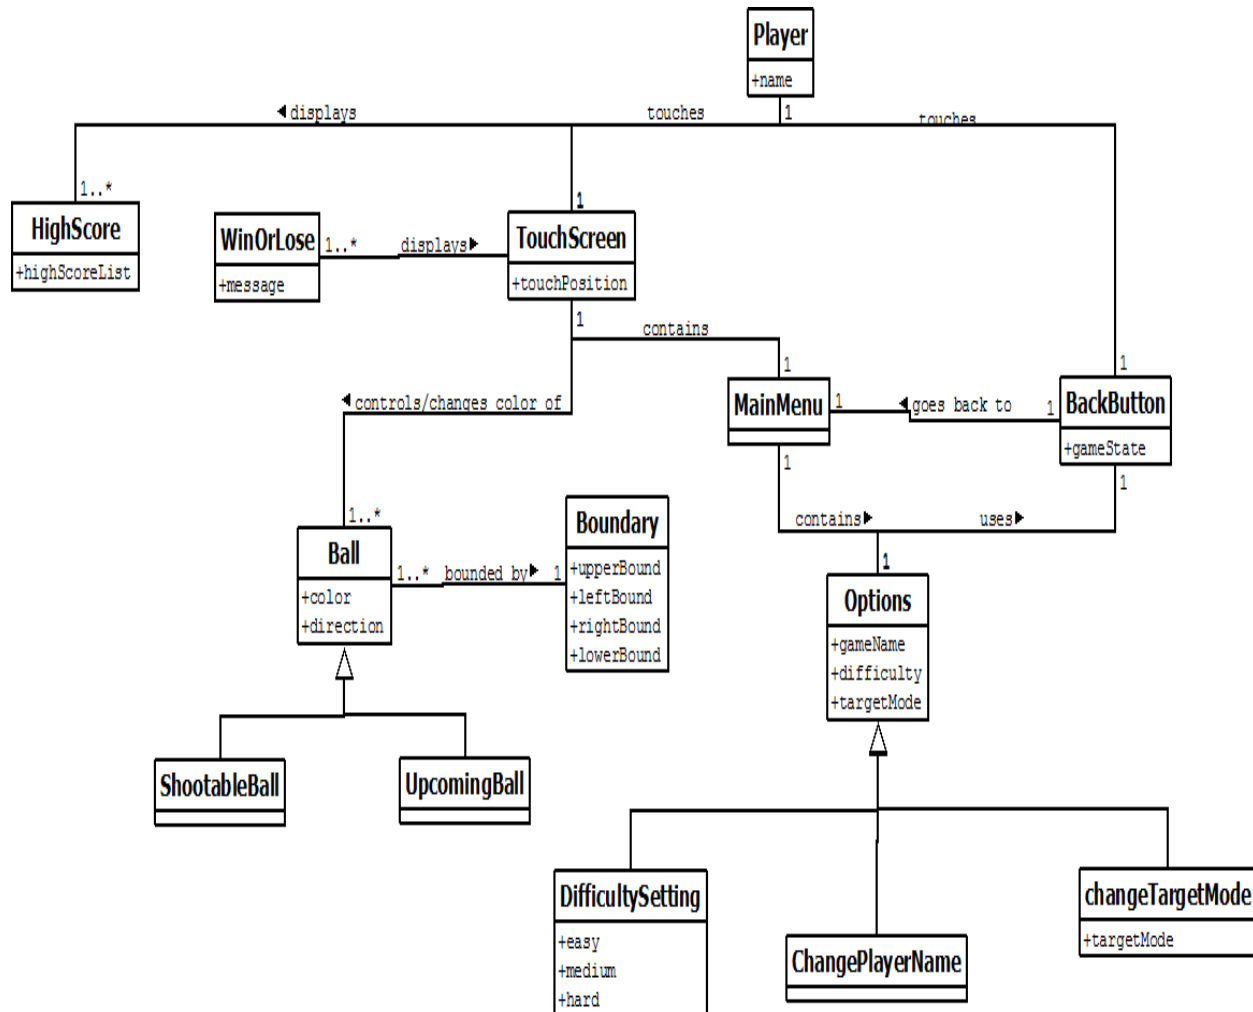 Player
+name
◄ displays
touches
1
touches
1..*
1
HighScore
+highScoreList
WinOrLose
+message
1..*
displays►
TouchScreen
+touchPosition
1
contains
1
1
◄ controls/changes color of
MainMenu
1
◄ goes back to
1
BackButton
+gameState
1
1
contains►
uses►
1..*
Ball
+color
+direction
1..*
bounded by►
1
Boundary
+upperBound
+leftBound
+rightBound
+lowerBound
1
Options
+gameName
+difficulty
+targetMode
ShootableBall
UpcomingBall
DifficultySetting
+easy
+medium
+hard
ChangePlayerName
changeTargetMode
+targetMode